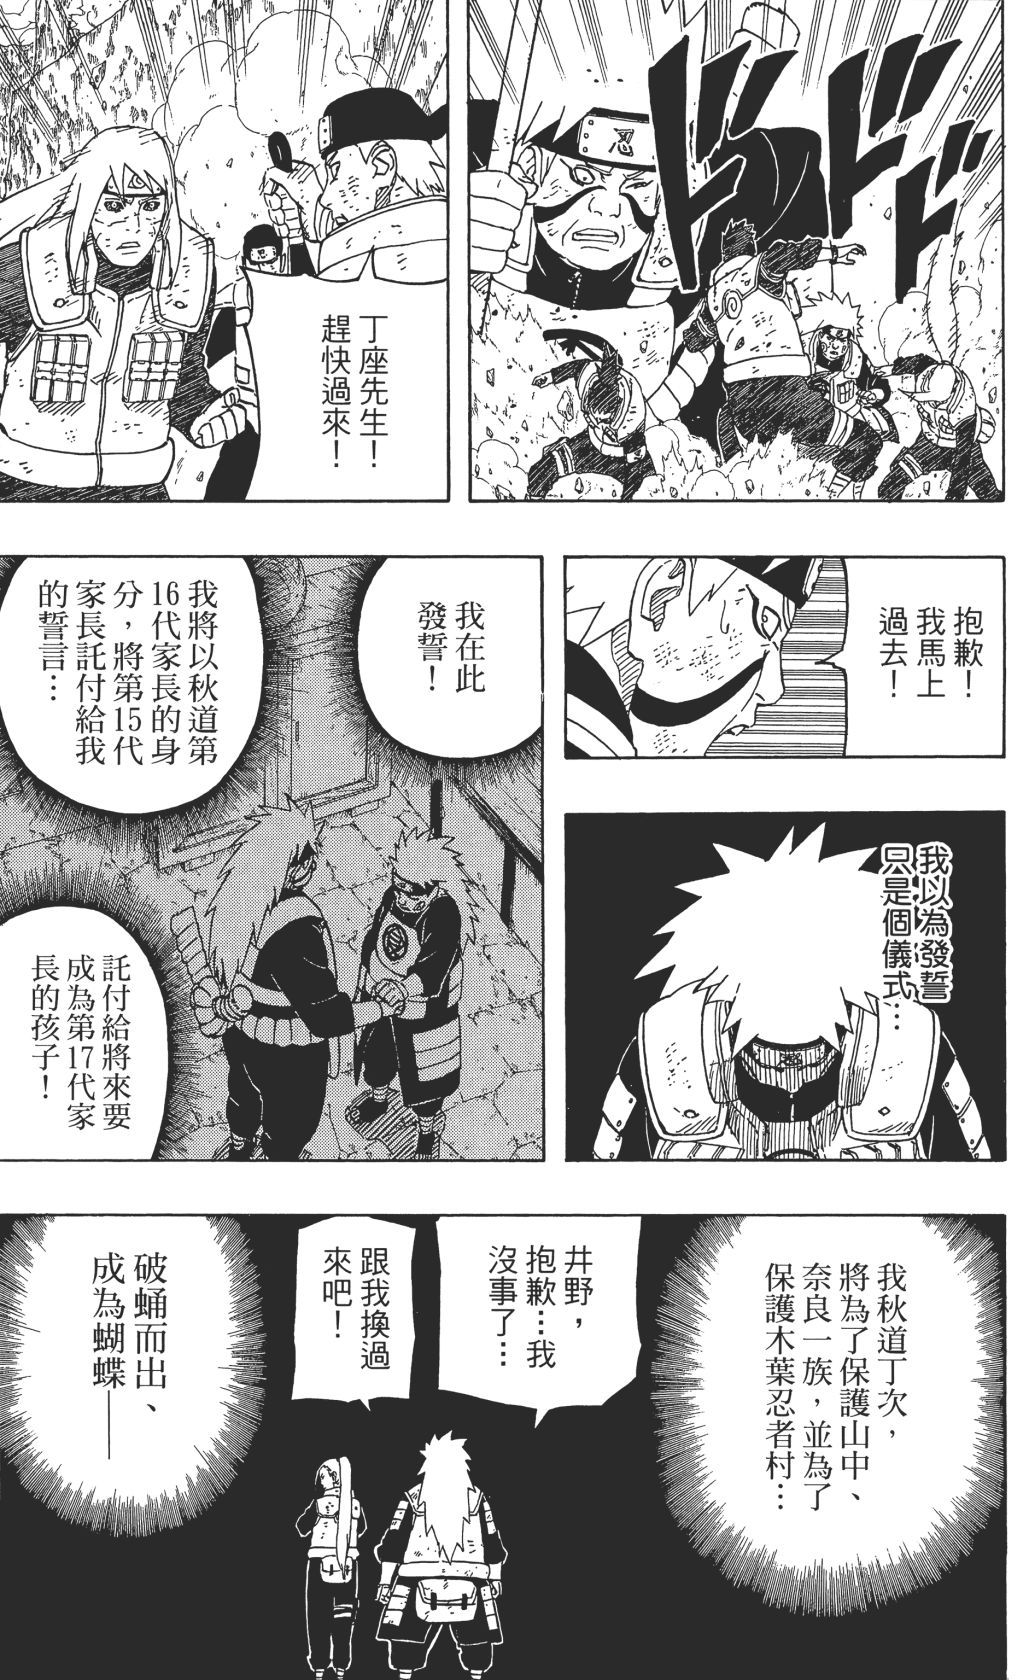 ドドドド
丁座先生！
趕快過來！
抱歉！
我馬上
過去！
我以為發誓
只是個儀式…
我在此
發誓！
我將以秋道第
16代家長的身
分，將第15代
家長託付給我
的誓言…
託付給將來要
成為第17代家
長的孩子！
我秋道丁次，
將為了保護山中、
奈良一族，並為了
保護木葉忍者村…
井野，
抱歉…我
沒事了…
跟我換過
來吧！
破蛹而出、
成為蝴蝶——